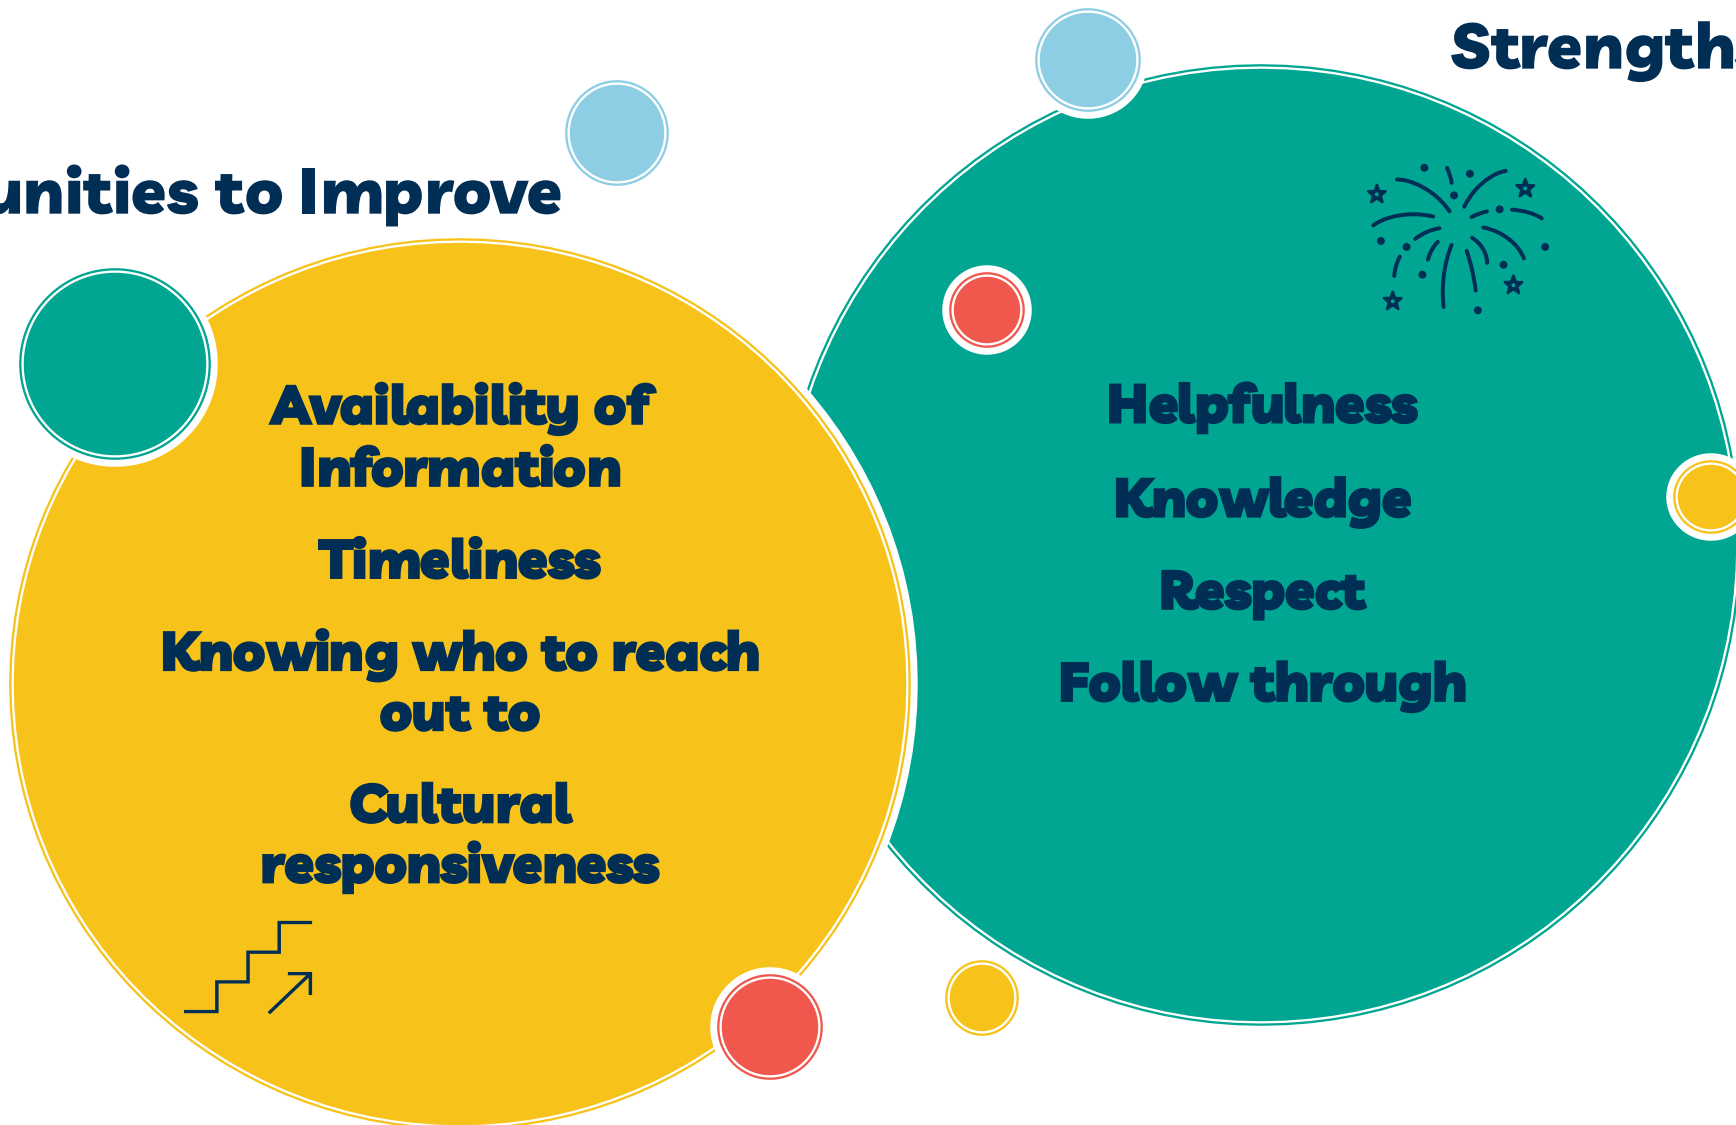 Strength
unities to Improve
Availability of
Information
Timeliness
Knowing who to reach
out to
Cultural
responsiveness
Helpfulness
Knowledge
Respect
Follow through